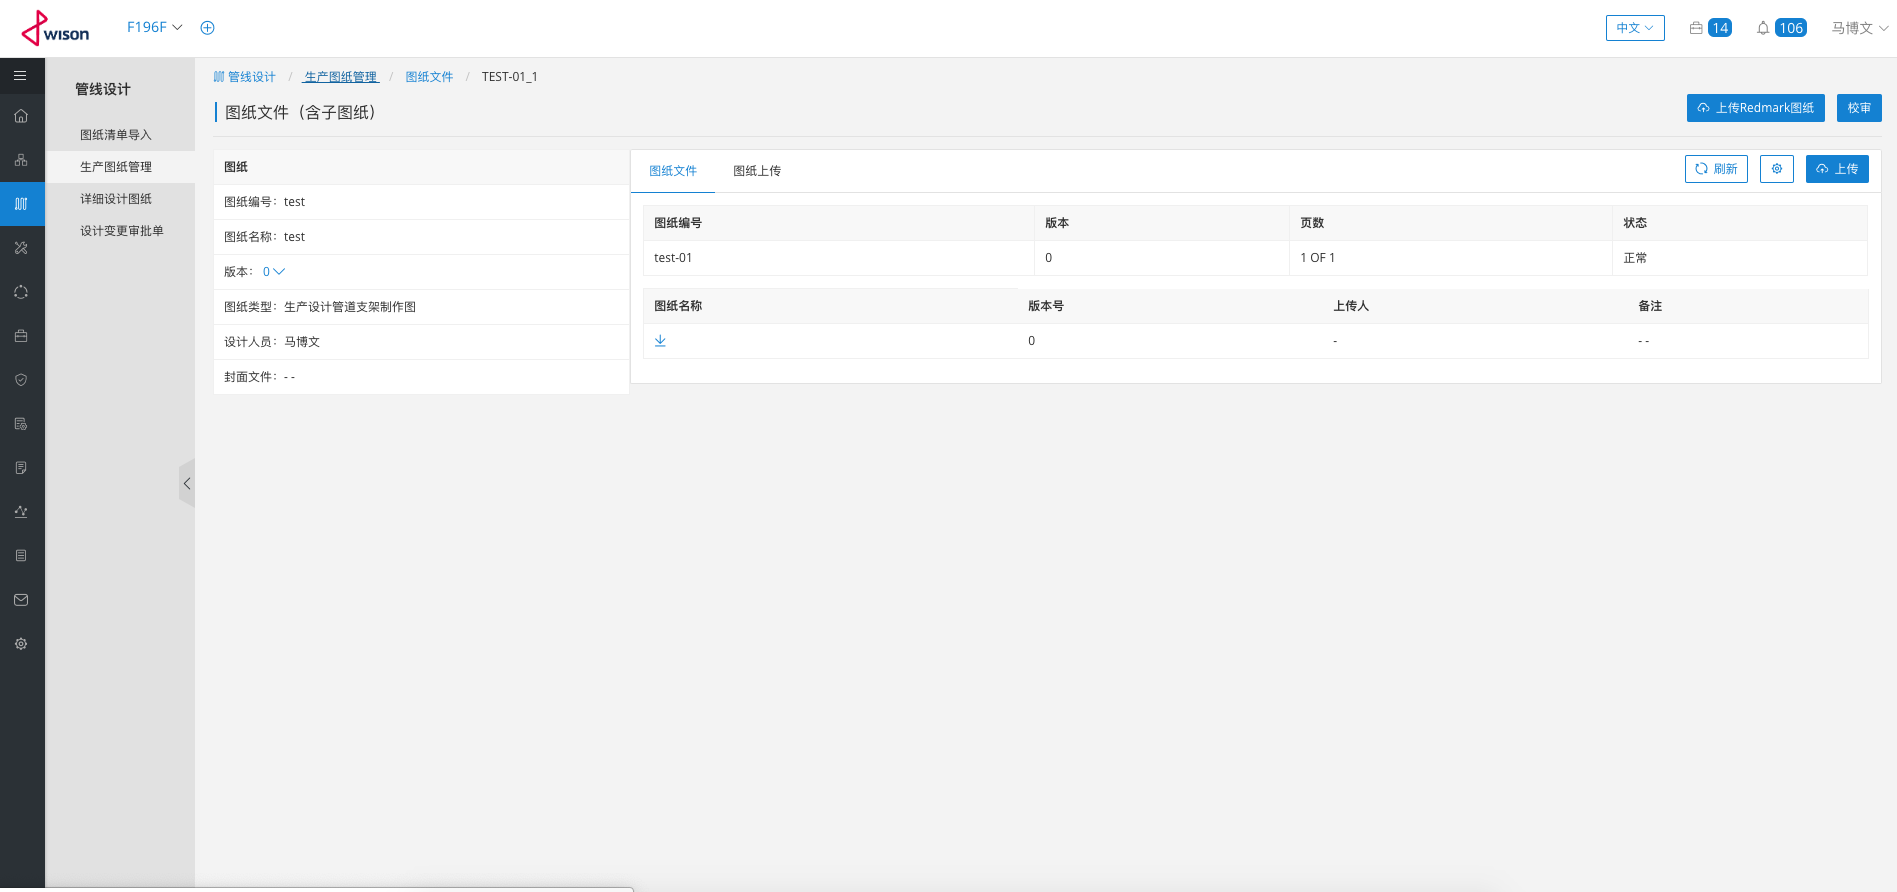 wison
F196F
中文
14
106
马博文
管线设计 / 生产图纸管理 / 图纸文件 / TEST-01_1
管线设计
图纸清单导入
生产图纸管理
详细设计图纸
设计变更审批单
图纸文件（含子图纸）
上传Redmark图纸
校审
图纸
图纸编号：test
图纸名称：test
版本： 0
图纸类型：生产设计管道支架制作图
设计人员：马博文
封面文件：- -
图纸文件 图纸上传
刷新
上传
图纸编号 版本 页数 状态
test-01 0 1 OF 1 正常
图纸名称 版本号 上传人 备注
0 - - -